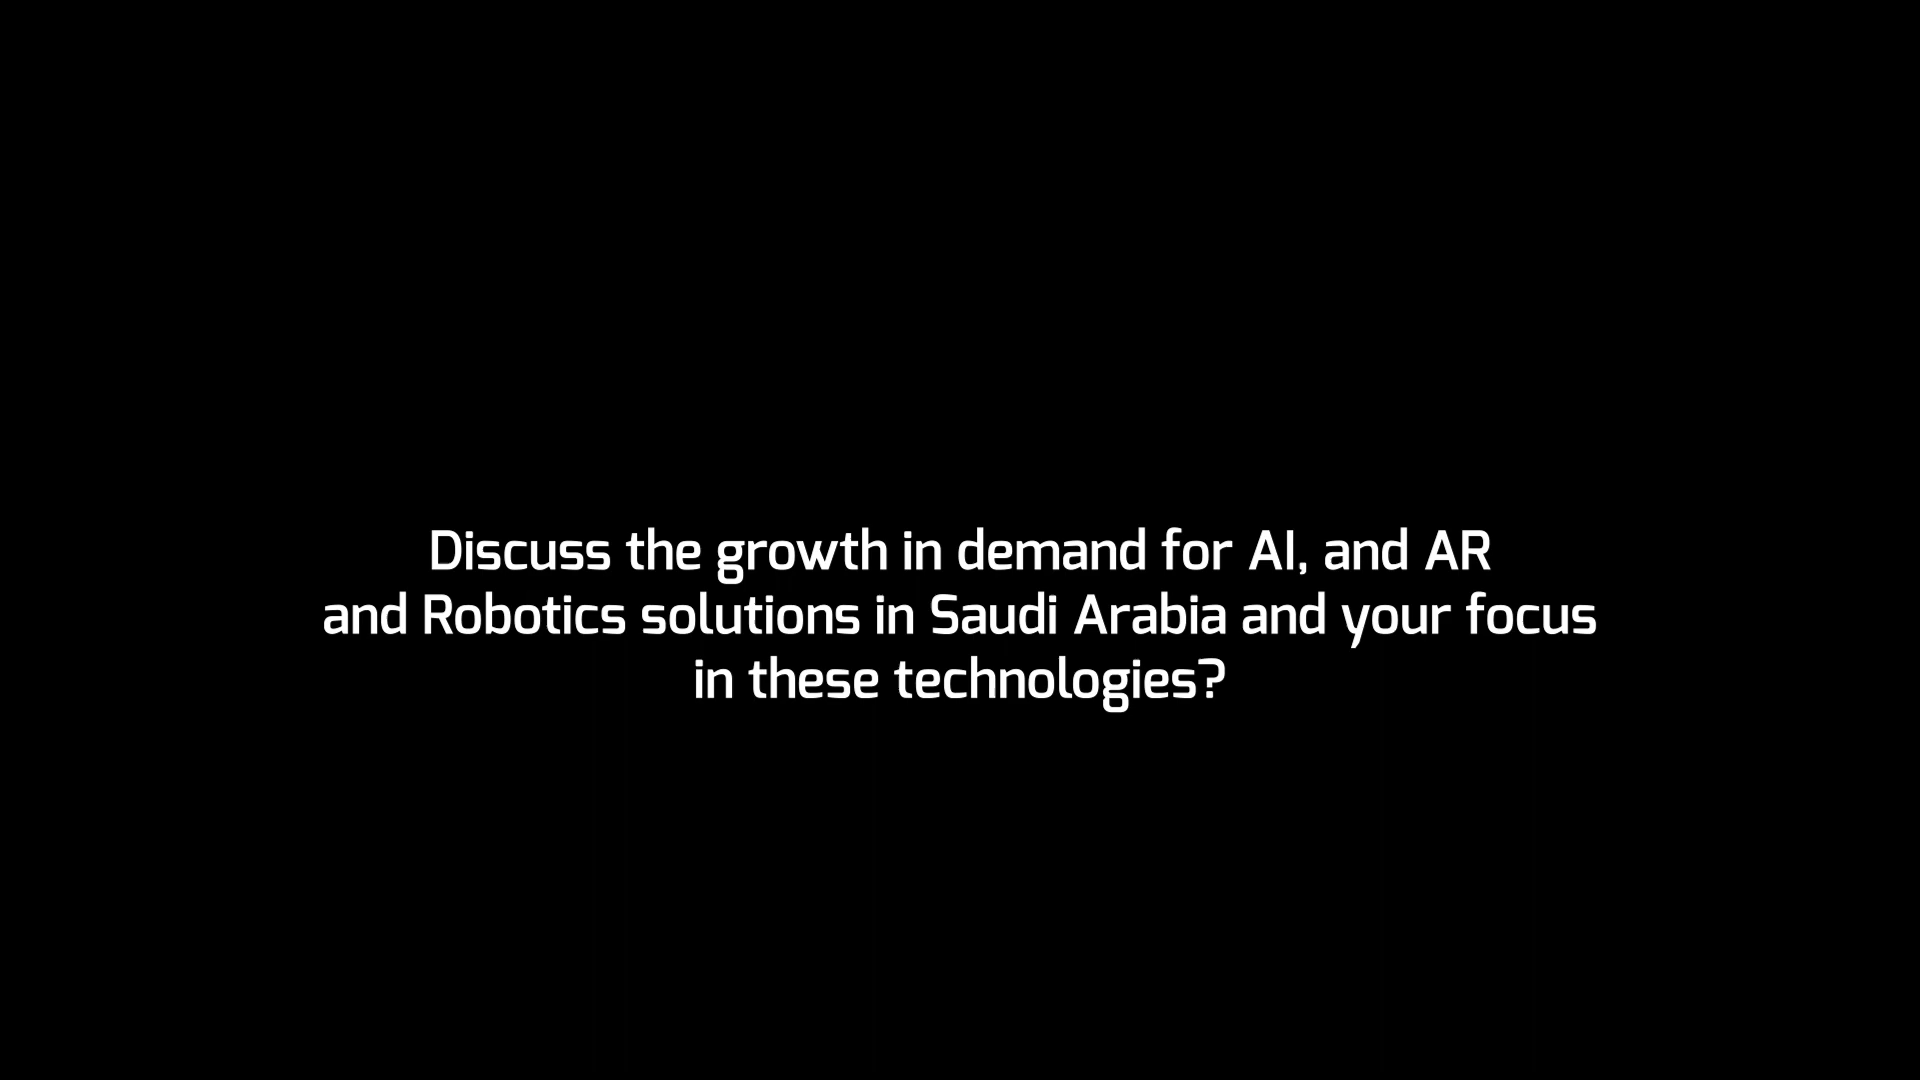 Discuss the growth in demand for AI, and AR
and Robotics solutions in Saudi Arabia and your focus
in these technologies?